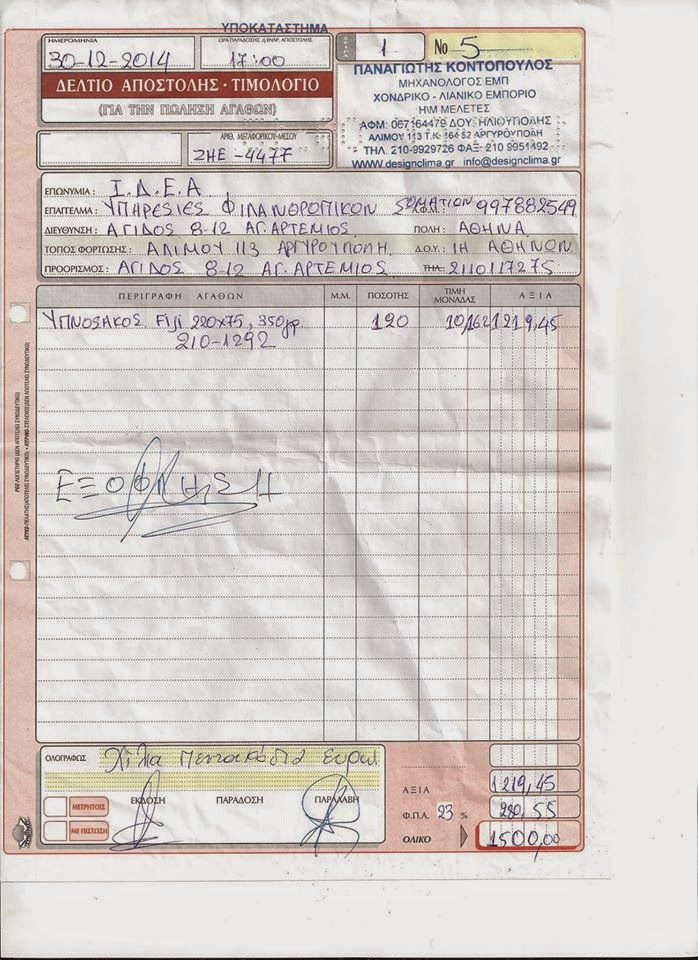 ΥΠΟΚΑΤΑΣΤΗΜΑ
ΗΜΕΡΟΜΗΝΙΑ
30-12-2014
ΩΡΑ ΠΑΡΑΔΟΣΗΣ ή ΕΝΑΡ. ΑΠΟΣΤΟΛΗΣ
17:00
ΣΕΙΡΑ
1
№ 5
ΔΕΛΤΙΟ ΑΠΟΣΤΟΛΗΣ · ΤΙΜΟΛΟΓΙΟ
(ΓΙΑ ΤΗΝ ΠΩΛΗΣΗ ΑΓΑΘΩΝ)
ΠΑΝΑΓΙΩΤΗΣ ΚΟΝΤΟΠΟΥΛΟΣ
ΜΗΧΑΝΟΛΟΓΟΣ ΕΜΠ
ΧΟΝΔΡΙΚΟ - ΛΙΑΝΙΚΟ ΕΜΠΟΡΙΟ
Η/Μ ΜΕΛΕΤΕΣ
ΑΦΜ: 067164479 ΔΟΥ: ΗΛΙΟΥΠΟΛΗΣ
ΑΛΙΜΟΥ 113 Τ.Κ. 164 52 ΑΡΓΥΡΟΥΠΟΛΗ
ΤΗΛ. 210-9929726 ΦΑΞ: 210 9951492
www.designclima.gr info@designclima.gr
ΑΡΙΘ. ΜΕΤΑΦΟΡΙΚΟΥ-ΜΕΣΟΥ
ΖΗΕ-4477
ΕΠΩΝΥΜΙΑ: Ι.Δ.Ε.Α
ΕΠΑΓΓΕΛΜΑ: ΥΠΗΡΕΣΙΕΣ ΦΙΛΑΝΘΡΩΠΙΚΩΝ ΣΩΜΑΤΙΩΝ Α.Φ.Μ.: 997882549
ΔΙΕΥΘΥΝΣΗ: ΑΓΙΔΟΣ 8-12 ΑΓ. ΑΡΤΕΜΙΟΣ ΠΟΛΗ: ΑΘΗΝΑ
ΤΟΠΟΣ ΦΟΡΤΩΣΗΣ: ΑΛΙΜΟΥ 113 ΑΡΓΥΡΟΥΠΟΛΗ Δ.Ο.Υ.: 1Η ΑΘΗΝΩΝ
ΠΡΟΟΡΙΣΜΟΣ: ΑΓΙΔΟΣ 8-12 ΑΓ. ΑΡΤΕΜΙΟΣ ΤΗΛ.: 2110117275
ΠΕΡΙΓΡΑΦΗ ΑΓΑΘΩΝ Μ.Μ. ΠΟΣΟΤΗΣ ΤΙΜΗ ΜΟΝΑΔΟΣ ΑΞΙΑ
ΥΠΝΟΣΑΚΟΣ Fiji 220x75, 350γρ. 120 10,162 1219,45
210-1292
ΕΞΟΦΛΗΣΗ
ΟΛΟΓΡΑΦΩΣ Χίλια Πεντακόσια Ευρώ
ΕΚΔΟΣΗ ΠΑΡΑΔΟΣΗ ΠΑΡΑΛΑΒΗ
ΜΕΤΡΗΤΟΙΣ
ΜΕ ΠΙΣΤΩΣΗ
ΑΞΙΑ 1219,45
Φ.Π.Α. 23 % 280,55
ΟΛΙΚΟ 1500,00